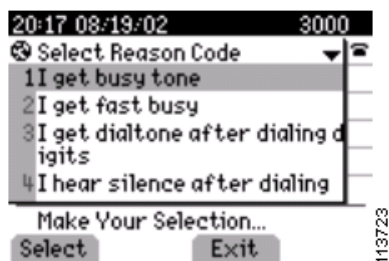 20:17 08/19/02 3000
Select Reason Code
1 I get busy tone
2 I get fast busy
3 I get dialtone after dialing d
igits
4 I hear silence after dialing
Make Your Selection...
Select Exit
113723